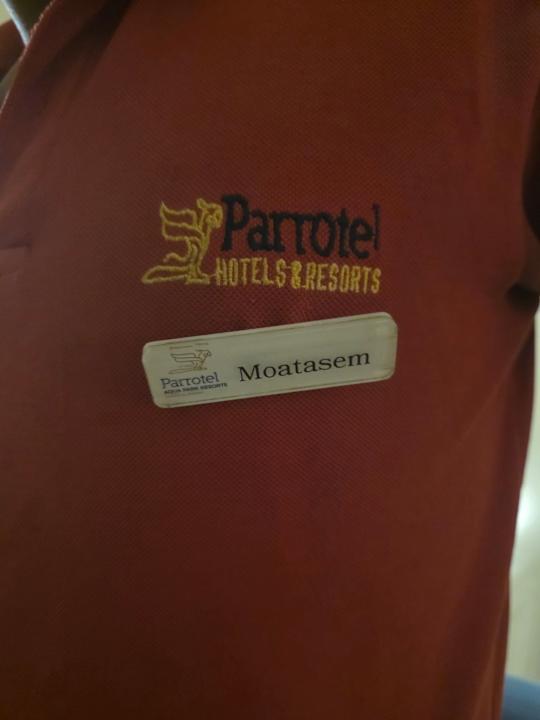 Parrotel
HOTELS & RESORTS
Parrotel
AQUA PARK RESORTS
Moatasem